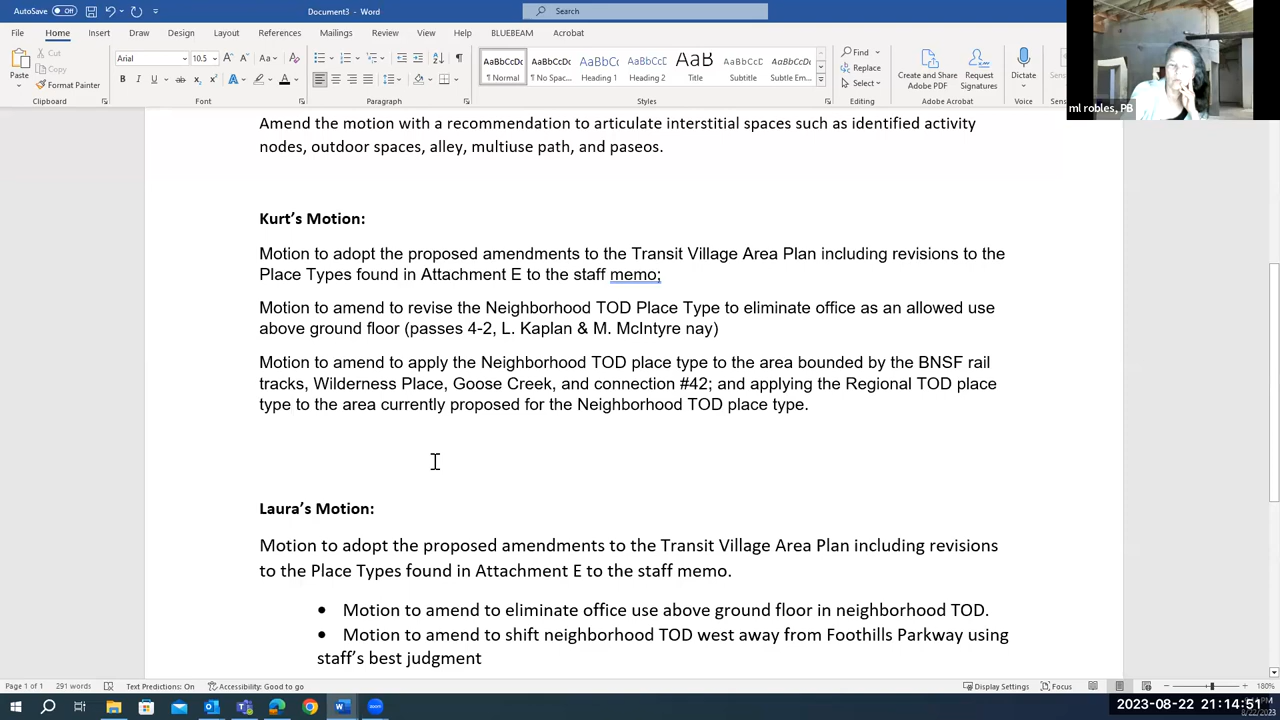 AutoSave Off Document3 - Word Search
File Home Insert Draw Design Layout References Mailings Review View Help BLUEBEAM Acrobat
Paste Cut Copy Format Painter Clipboard
Arial 10.5 Font
Paragraph
AaBbCcDc AaBbCcDc AaBbCc AaBbCcC AaB AaBbCcD AaBbCcDc
¶ Normal ¶ No Spac... Heading 1 Heading 2 Title Subtitle Subtle Em...
Styles
Find Replace Select Editing
Create and Share Adobe PDF Request Signatures Adobe Acrobat
Dictate Voice
ml robles, PB
Amend the motion with a recommendation to articulate interstitial spaces such as identified activity
nodes, outdoor spaces, alley, multiuse path, and paseos.
Kurt’s Motion:
Motion to adopt the proposed amendments to the Transit Village Area Plan including revisions to the
Place Types found in Attachment E to the staff memo;
Motion to amend to revise the Neighborhood TOD Place Type to eliminate office as an allowed use
above ground floor (passes 4-2, L. Kaplan & M. McIntyre nay)
Motion to amend to apply the Neighborhood TOD place type to the area bounded by the BNSF rail
tracks, Wilderness Place, Goose Creek, and connection #42; and applying the Regional TOD place
type to the area currently proposed for the Neighborhood TOD place type.
Laura’s Motion:
Motion to adopt the proposed amendments to the Transit Village Area Plan including revisions
to the Place Types found in Attachment E to the staff memo.
• Motion to amend to eliminate office use above ground floor in neighborhood TOD.
• Motion to amend to shift neighborhood TOD west away from Foothills Parkway using
staff’s best judgment
Page 1 of 1 291 words Text Predictions: On Accessibility: Good to go Display Settings Focus 180%
2023-08-22 21:14:51